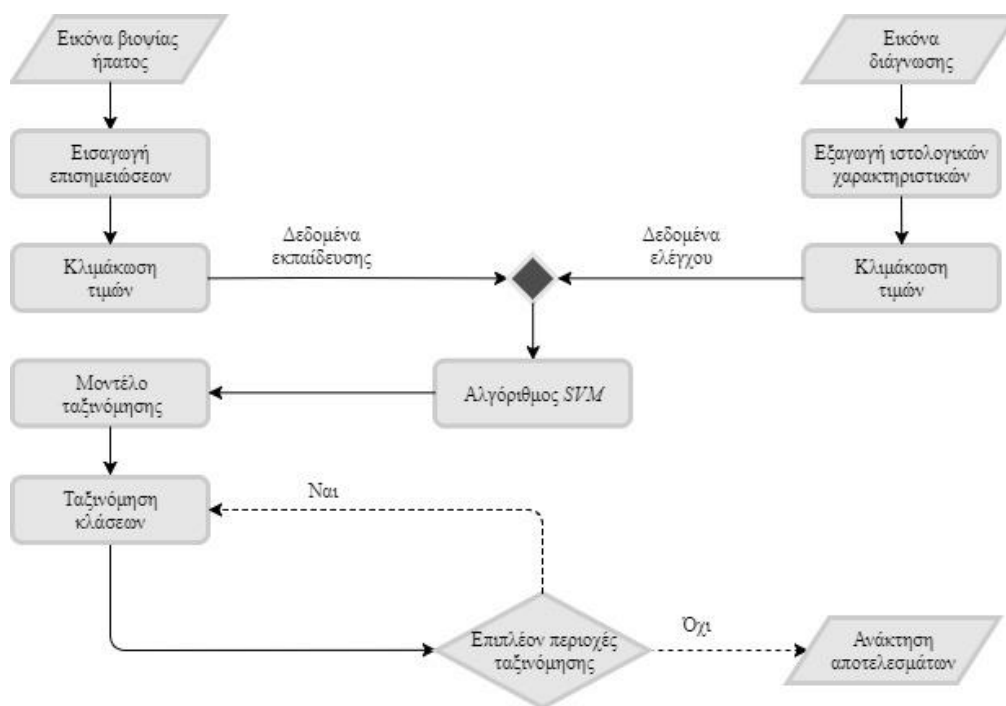 Εικόνα βιοψίας
ήπατος
Εικόνα
διάγνωσης
Εισαγωγή
επισημειώσεων
Εξαγωγή ιστολογικών
χαρακτηριστικών
Κλιμάκωση
τιμών
Δεδομένα
εκπαίδευσης
Δεδομένα
ελέγχου
Κλιμάκωση
τιμών
Μοντέλο
ταξινόμησης
Αλγόριθμος SVM
Ταξινόμηση
κλάσεων
Ναι
Επιπλέον περιοχές
ταξινόμησης
Όχι
Ανάκτηση
αποτελεσμάτων